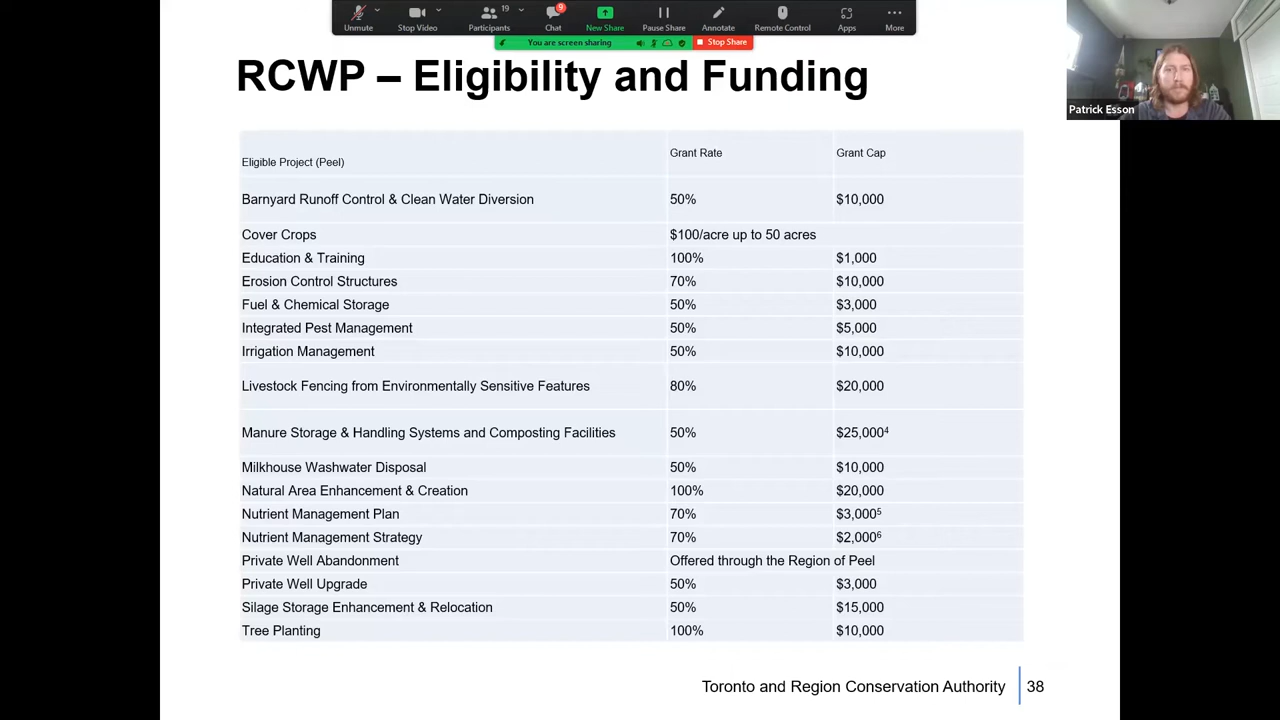 19
9
Unmute
Stop Video
Participants
Chat
New Share
Pause Share
Annotate
Remote Control
Apps
More
You are screen sharing
Stop Share
Patrick Esson
RCWP – Eligibility and Funding
Eligible Project (Peel) Grant Rate Grant Cap
Barnyard Runoff Control & Clean Water Diversion 50% $10,000
Cover Crops $100/acre up to 50 acres
Education & Training 100% $1,000
Erosion Control Structures 70% $10,000
Fuel & Chemical Storage 50% $3,000
Integrated Pest Management 50% $5,000
Irrigation Management 50% $10,000
Livestock Fencing from Environmentally Sensitive Features 80% $20,000
Manure Storage & Handling Systems and Composting Facilities 50% $25,000⁴
Milkhouse Washwater Disposal 50% $10,000
Natural Area Enhancement & Creation 100% $20,000
Nutrient Management Plan 70% $3,000⁵
Nutrient Management Strategy 70% $2,000⁶
Private Well Abandonment Offered through the Region of Peel
Private Well Upgrade 50% $3,000
Silage Storage Enhancement & Relocation 50% $15,000
Tree Planting 100% $10,000
Toronto and Region Conservation Authority 38